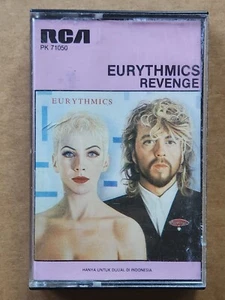 RCA
PK 71050
EURYTHMICS
REVENGE
EURYTHMICS
HANYA UNTUK DIJUAL DI INDONESIA